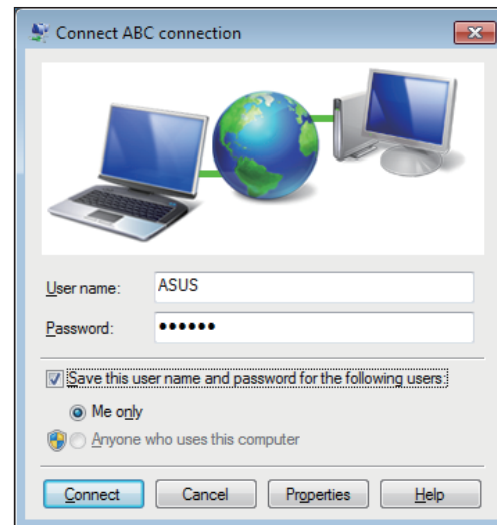 Connect ABC connection
User name: ASUS
Password: ••••••
Save this user name and password for the following users:
Me only
Anyone who uses this computer
Connect Cancel Properties Help